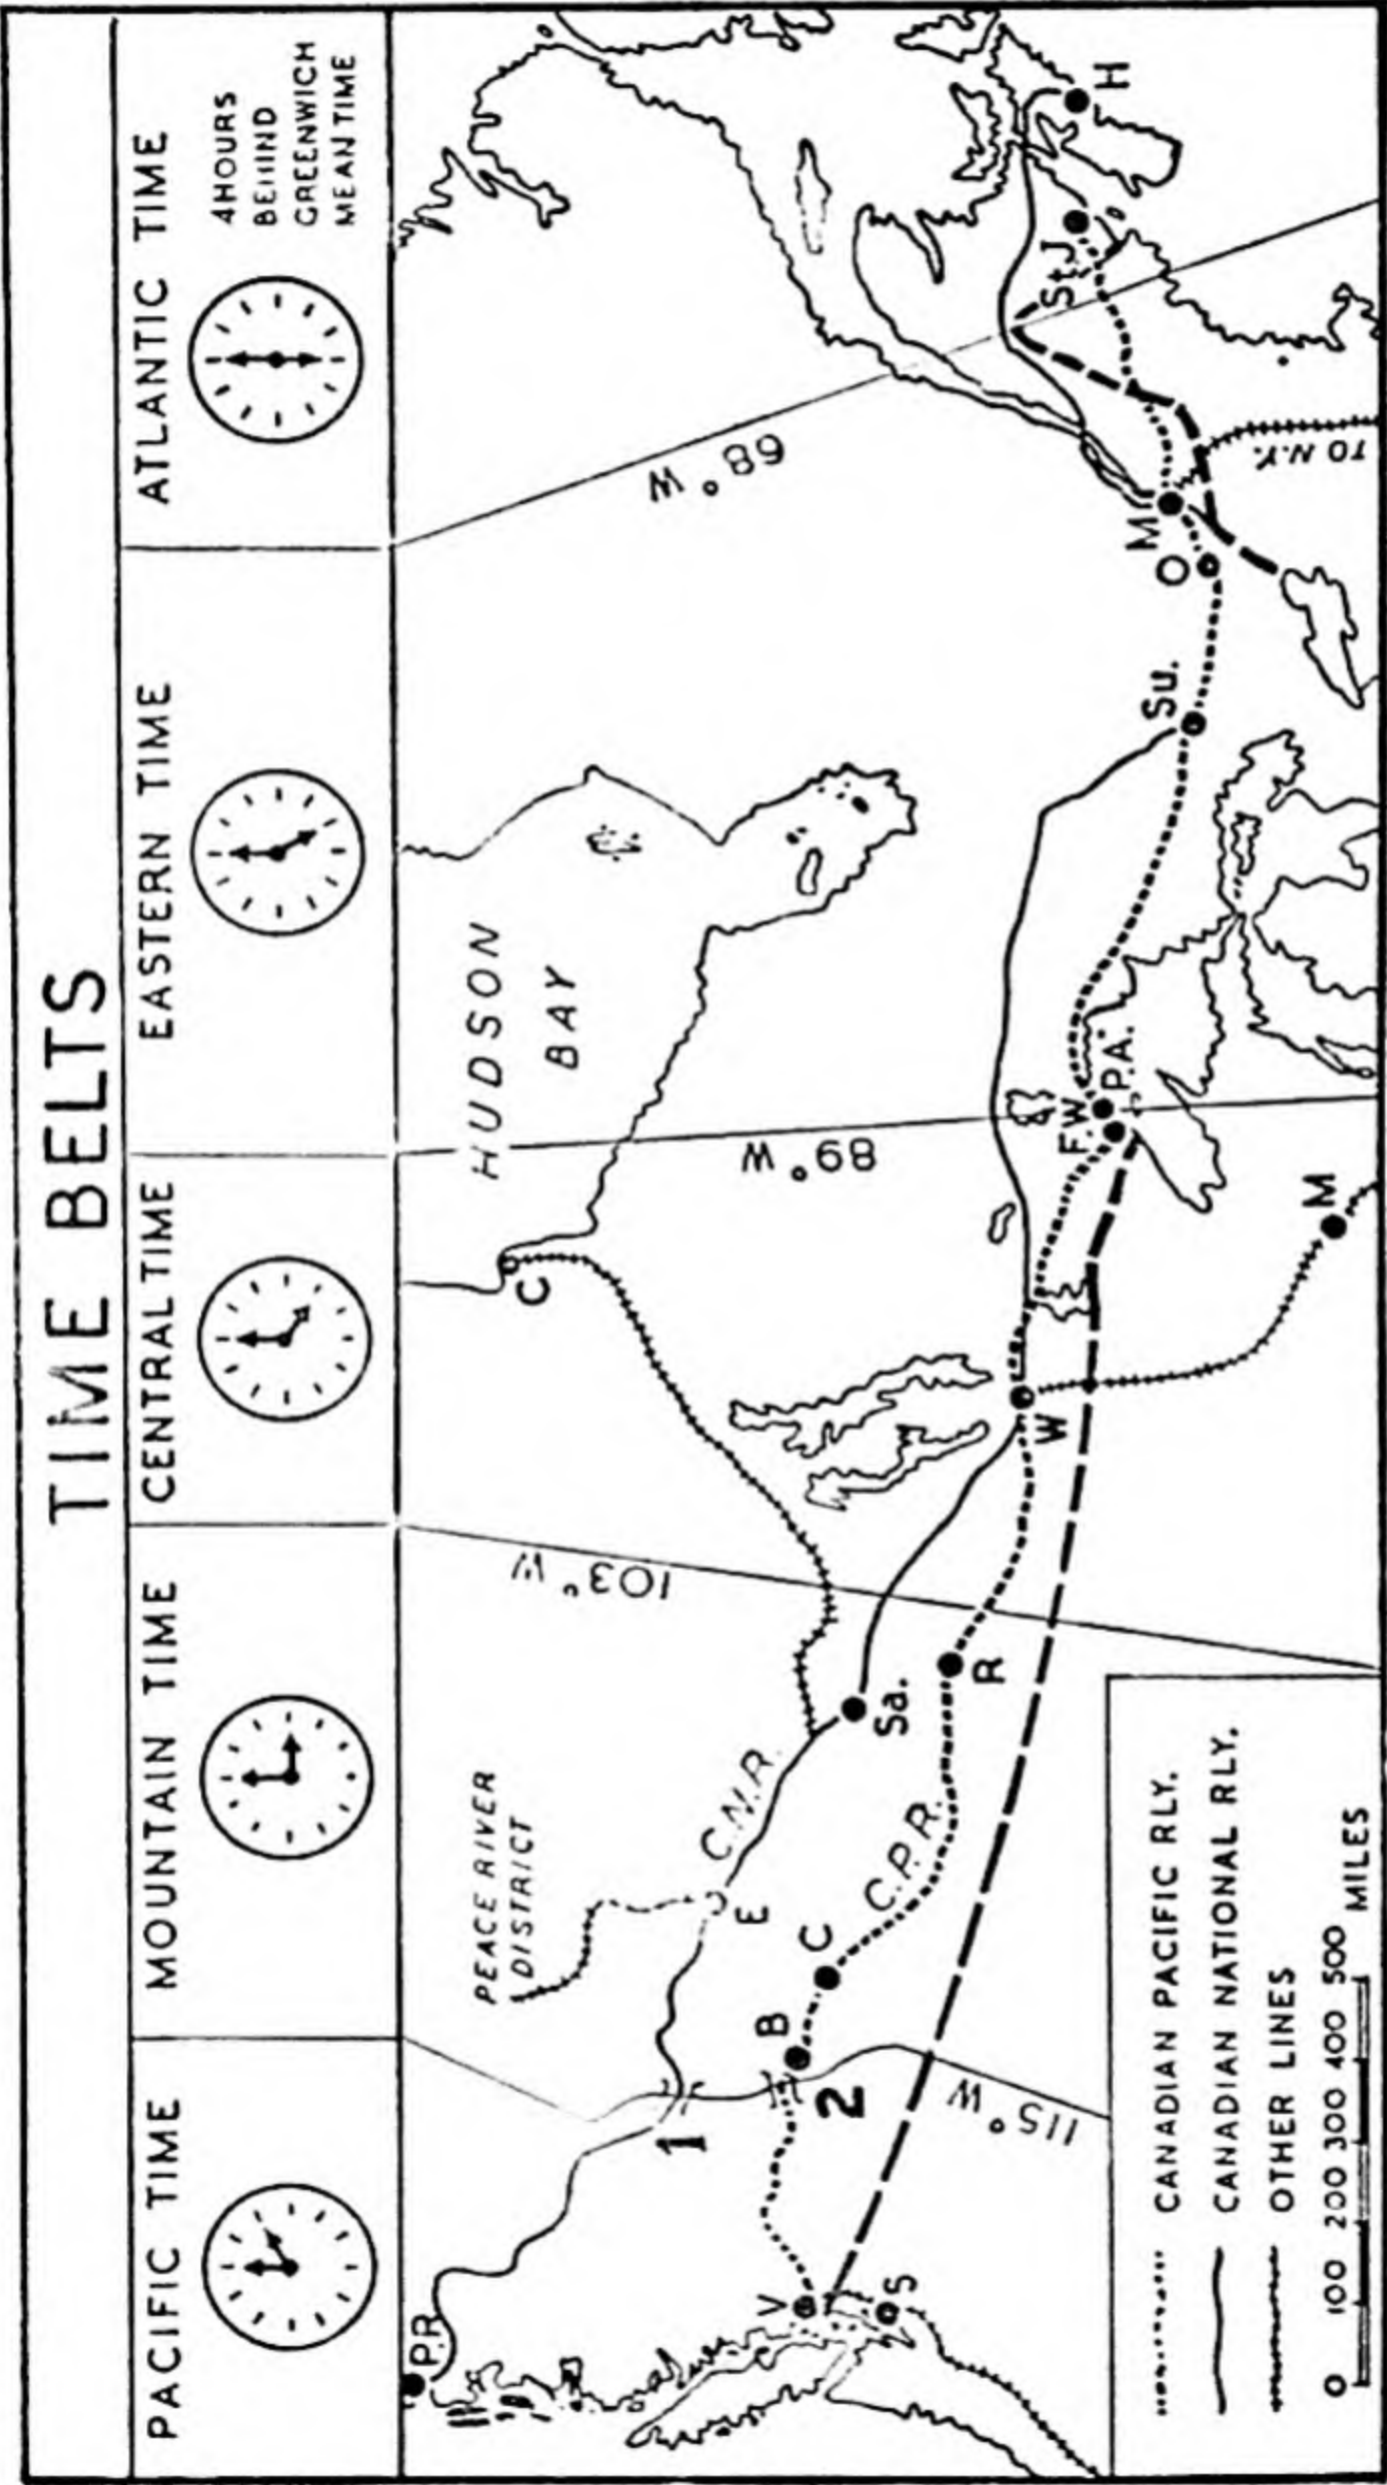 TIME BELTS
PACIFIC TIME
MOUNTAIN TIME
CENTRAL TIME
EASTERN TIME
ATLANTIC TIME
4 HOURS
BEHIND
GREENWICH
MEAN TIME
P.R.
PEACE RIVER
DISTRICT
HUDSON
BAY
C
103° W
89° W
68° W
115° W
C.N.R.
E
C.P.R.
B
C
1
2
V
S
Sa.
R
W
F.W.
P.A.
M
Su.
O
M
St.J
H
TO N.Y.
CANADIAN PACIFIC RLY.
CANADIAN NATIONAL RLY.
OTHER LINES
0 100 200 300 400 500
MILES